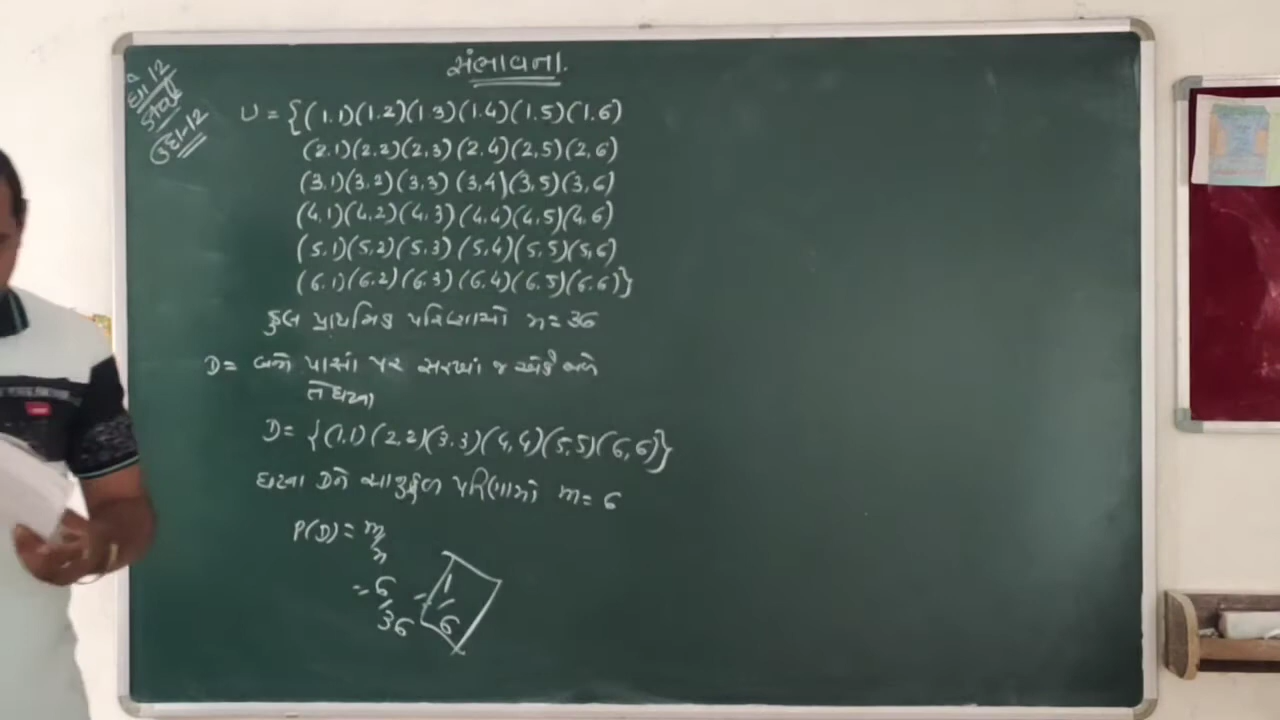 ધો 12
Stat
ઉદા-12
સંભાવના.
U = {(1.1)(1.2)(1 3)(1.4)(1.5)(1.6)
(2.1)(2.2)(2,3)(2.4)(2,5)(2,6)
(3.1)(3.2)(3,3)(3,4)(3,5)(3,6)
(4,1)(4,2)(4,3)(4,4)(4,5)(4,6)
(5.1)(5.2)(5.3)(5,4)(5,5)(5,6)
(6.1)(6.2)(6.3)(6.4)(6.5)(6.6)}
કુલ પ્રાથમિક પરિણામો n = 36
D = બન્ને પાસા પર સરખાં જ અંક મળે
તે ઘટના
D = {(1,1)(2,2)(3,3)(4,4)(5,5)(6,6)}
ઘટના D ને સાનુકૂળ પરિણામો m = 6
P(D) = m/n
= 6/36 = 1/6